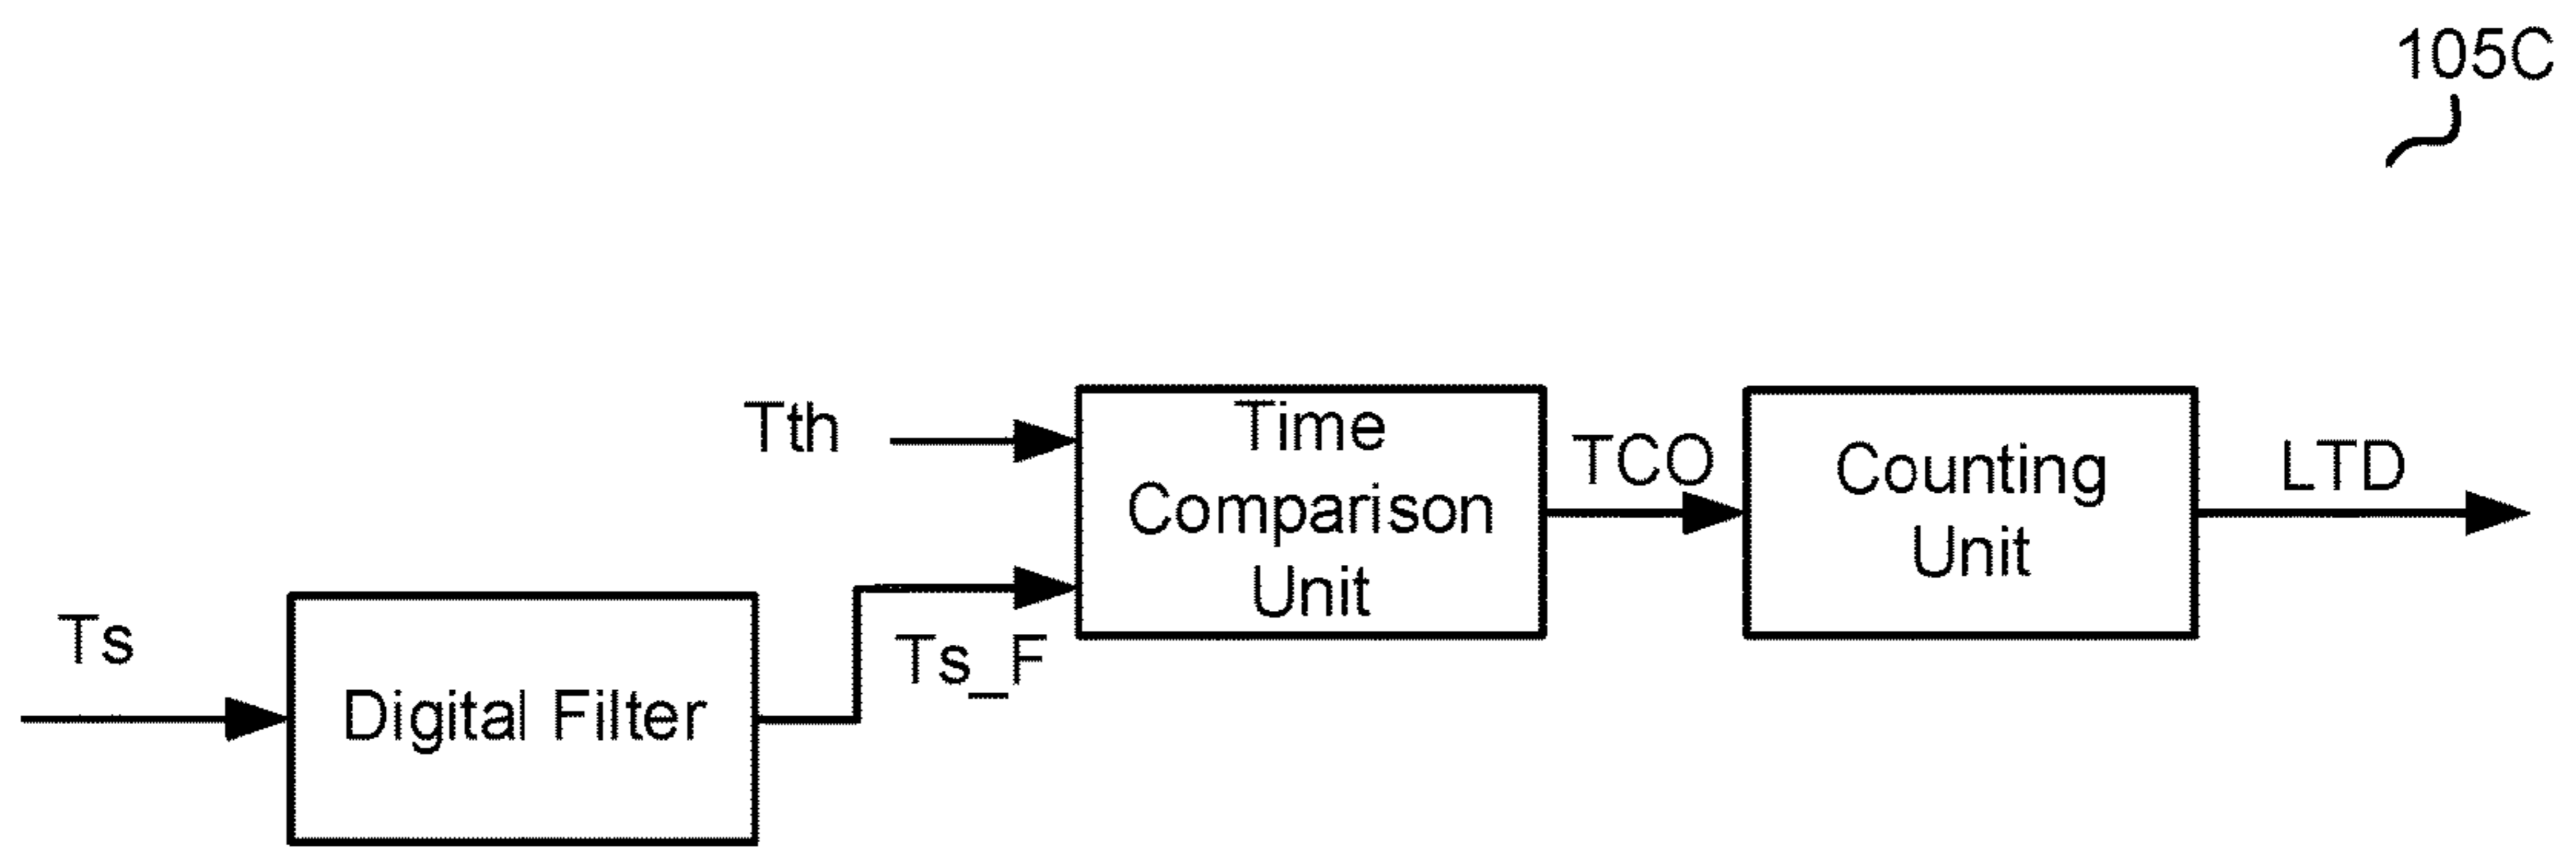 105C
Tth
Time
Comparison
Unit
TCO
Counting
Unit
LTD
Ts
Digital Filter
Ts_F